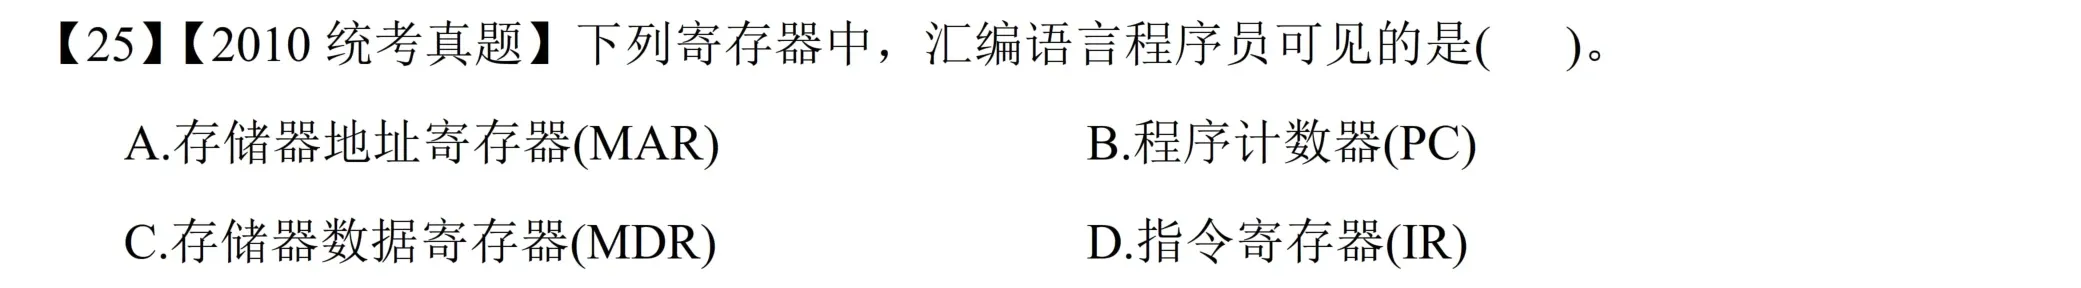 【25】【2010 统考真题】下列寄存器中，汇编语言程序员可见的是(    )。
A.存储器地址寄存器(MAR) B.程序计数器(PC)
C.存储器数据寄存器(MDR) D.指令寄存器(IR)